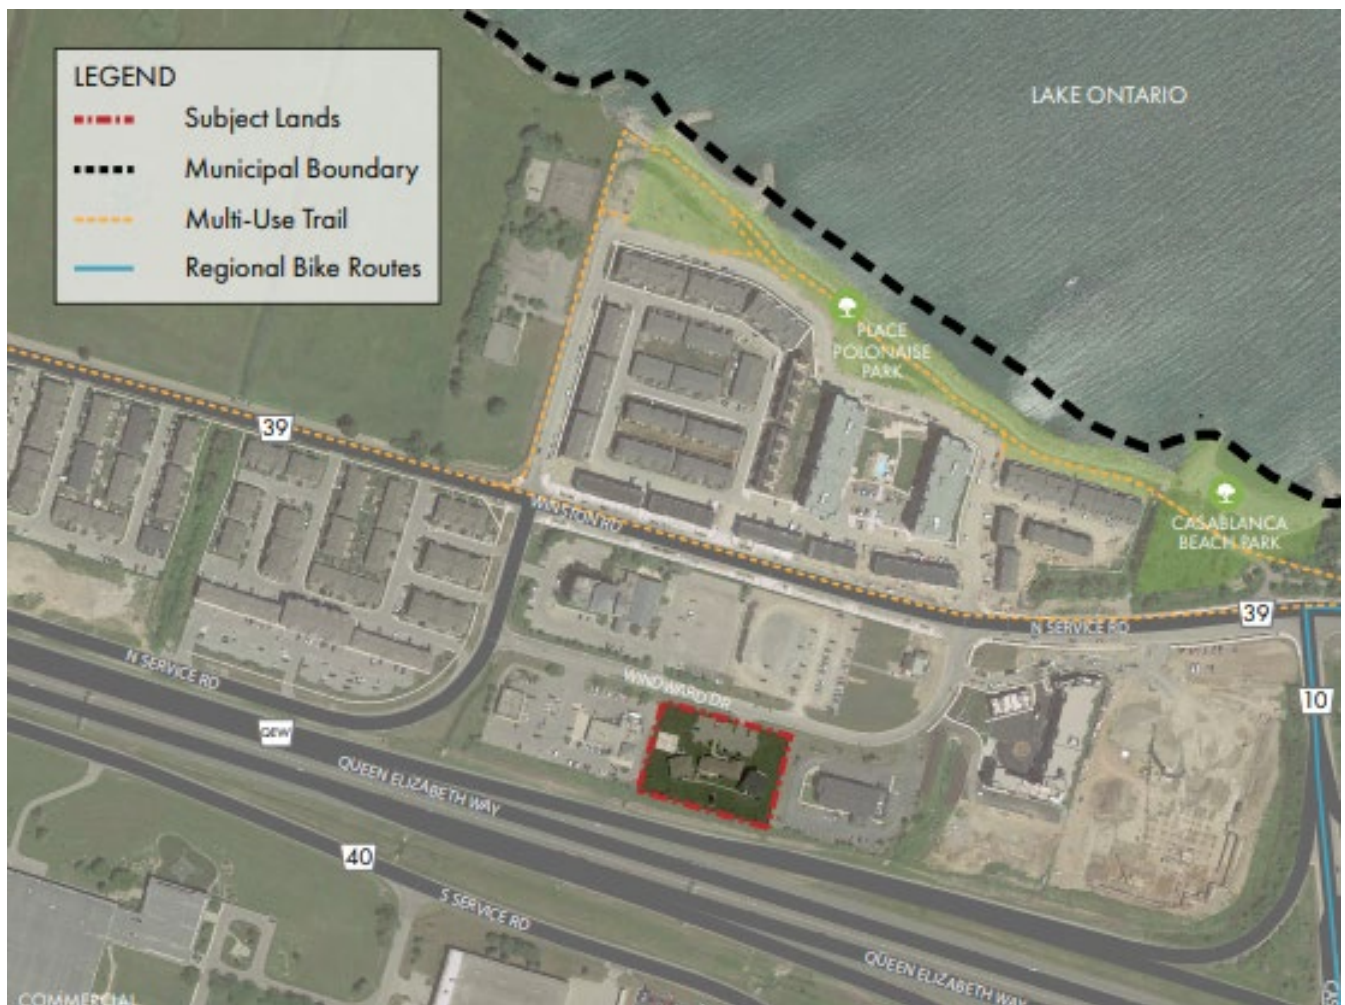 LEGEND
Subject Lands
Municipal Boundary
Multi-Use Trail
Regional Bike Routes
LAKE ONTARIO
PLACE
POLONAISE
PARK
39
WINSTON RD
CASABLANCA
BEACH PARK
39
N SERVICE RD
N SERVICE RD
WINDWARD DR
10
QEW
QUEEN ELIZABETH WAY
40
S SERVICE RD
QUEEN ELIZABETH WAY
COMMERCIAL
CAS